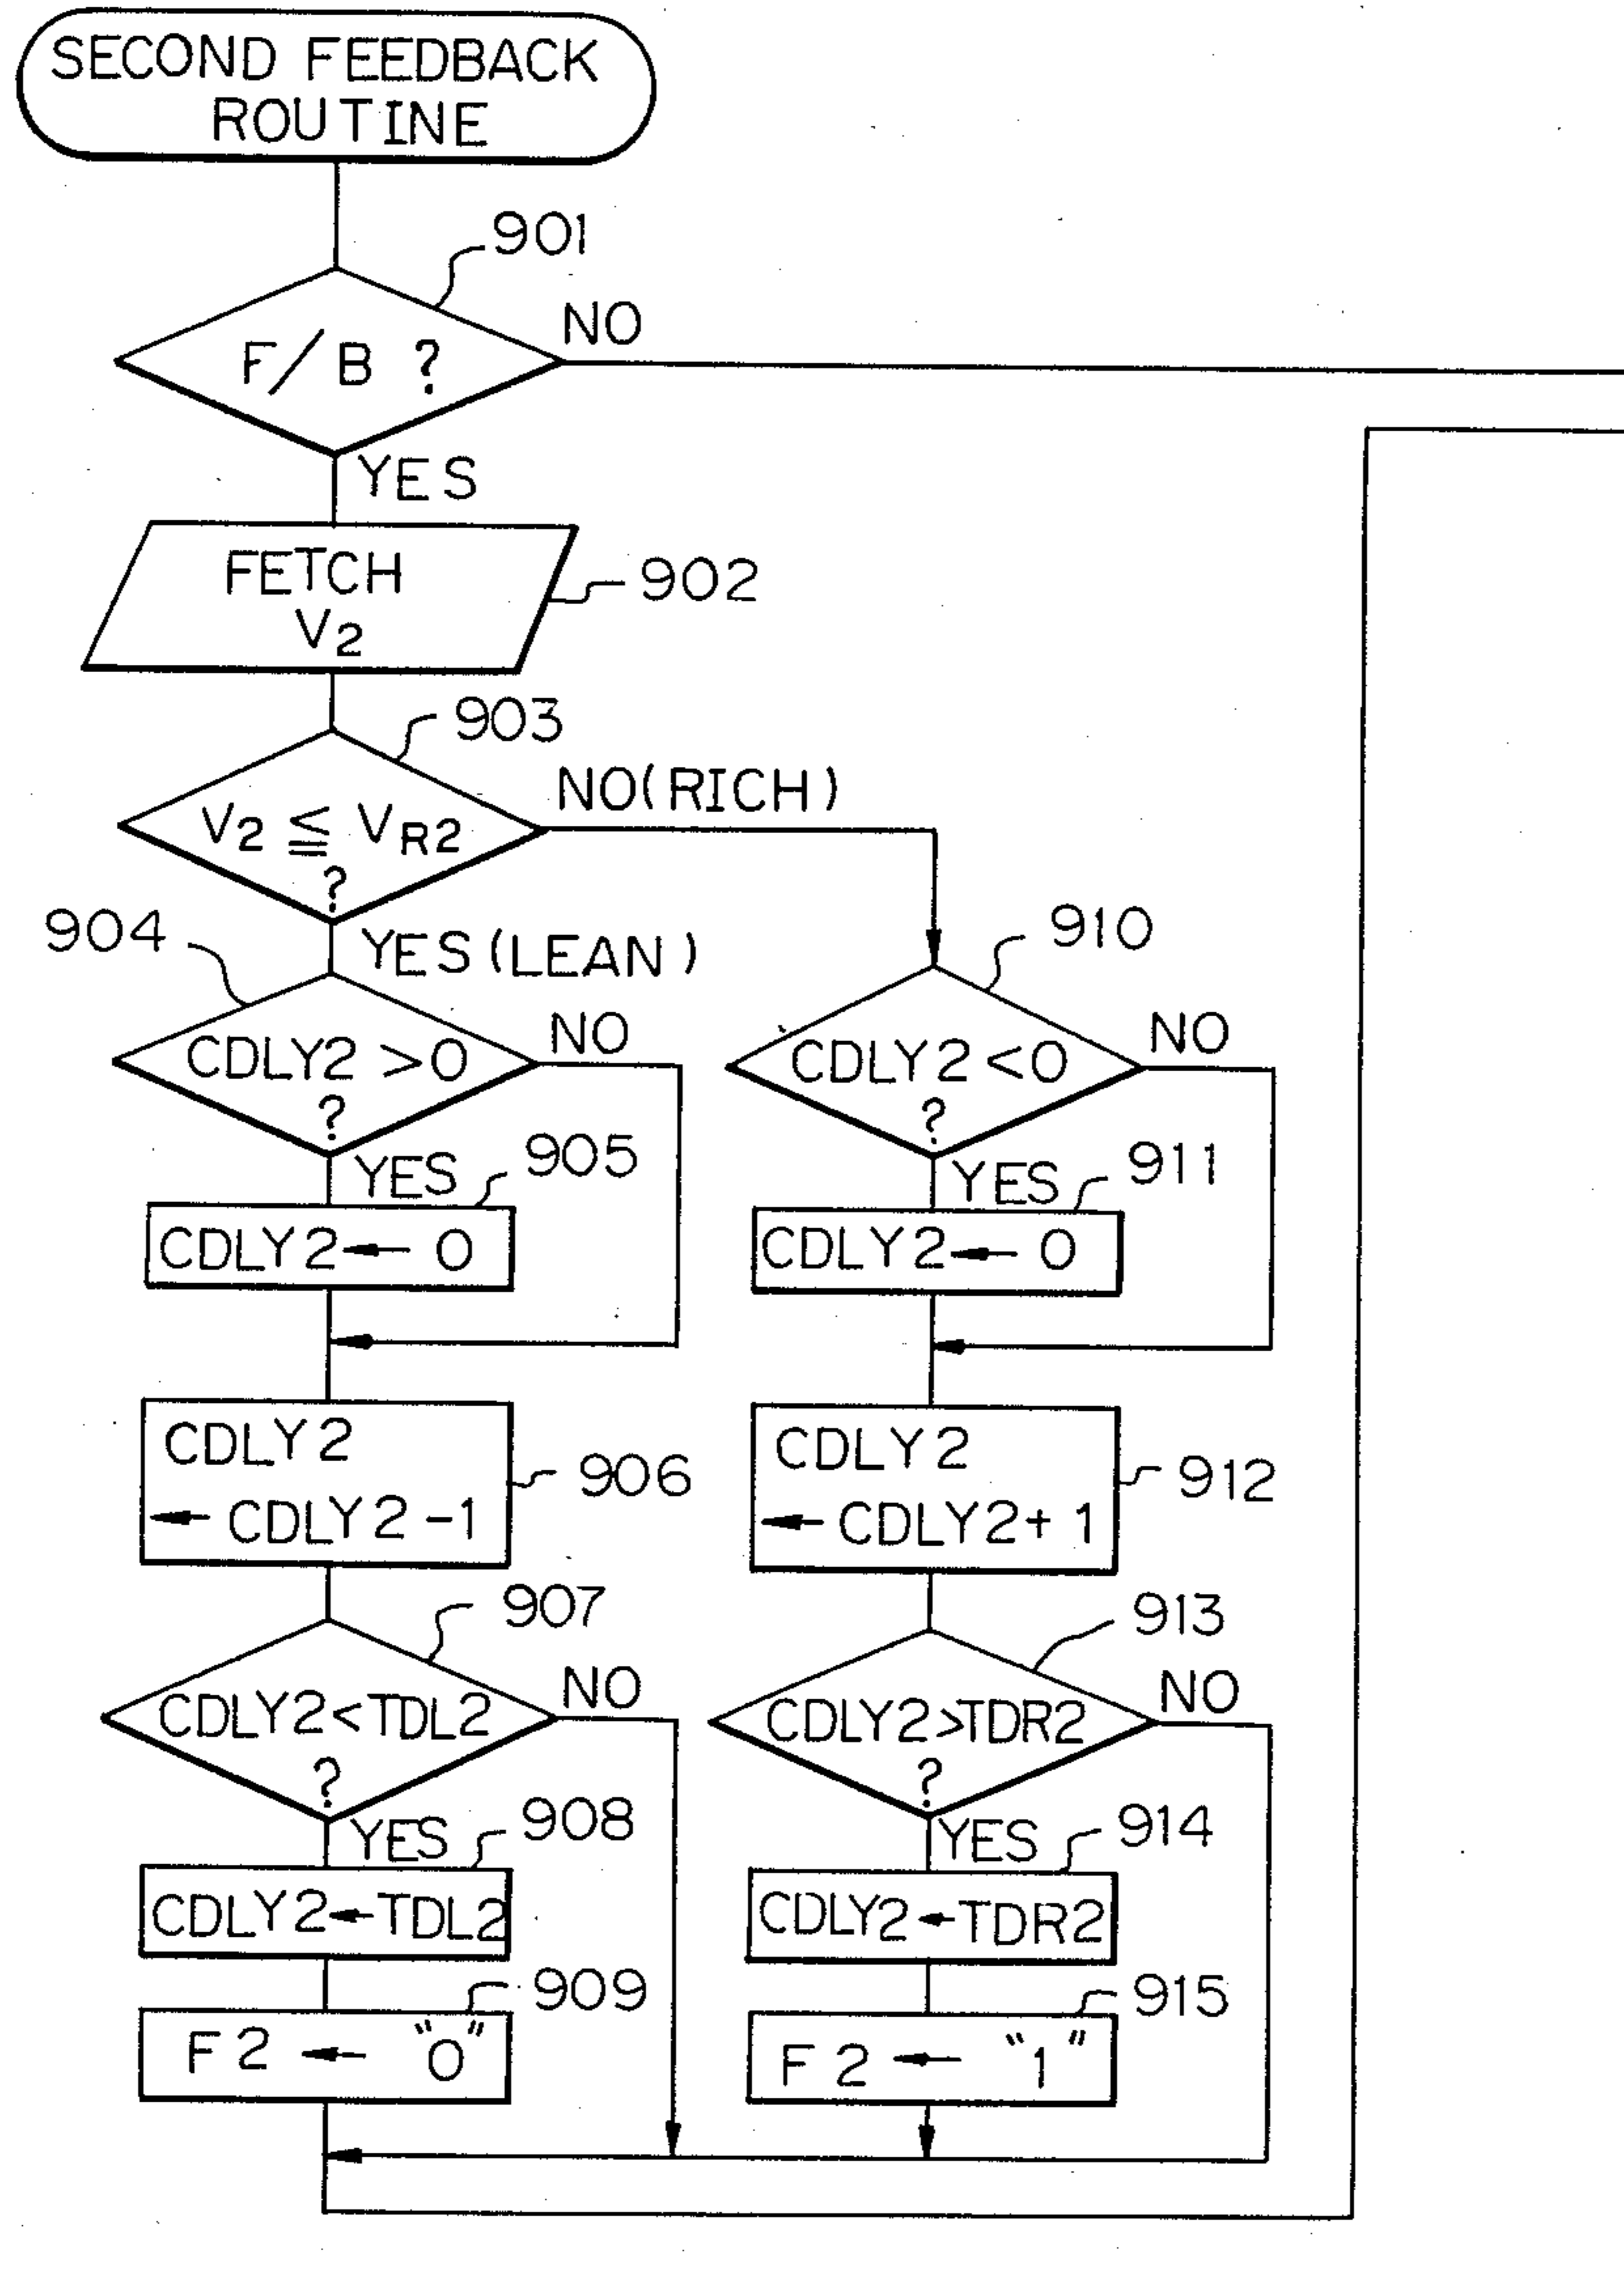 SECOND FEEDBACK
ROUTINE
901
F/B ?
NO
YES
FETCH
V2
902
903
V2 ≦ VR2
?
NO(RICH)
YES(LEAN)
904
CDLY2 >0
?
NO
YES
905
CDLY2← 0
CDLY2
← CDLY2-1
906
907
CDLY2<TDL2
?
NO
YES
908
CDLY2←TDL2
909
F2 ← "0"
910
CDLY2 <0
?
NO
YES
911
CDLY2← 0
CDLY2
← CDLY2+1
912
913
CDLY2>TDR2
?
NO
YES
914
CDLY2←TDR2
915
F2 ← "1"